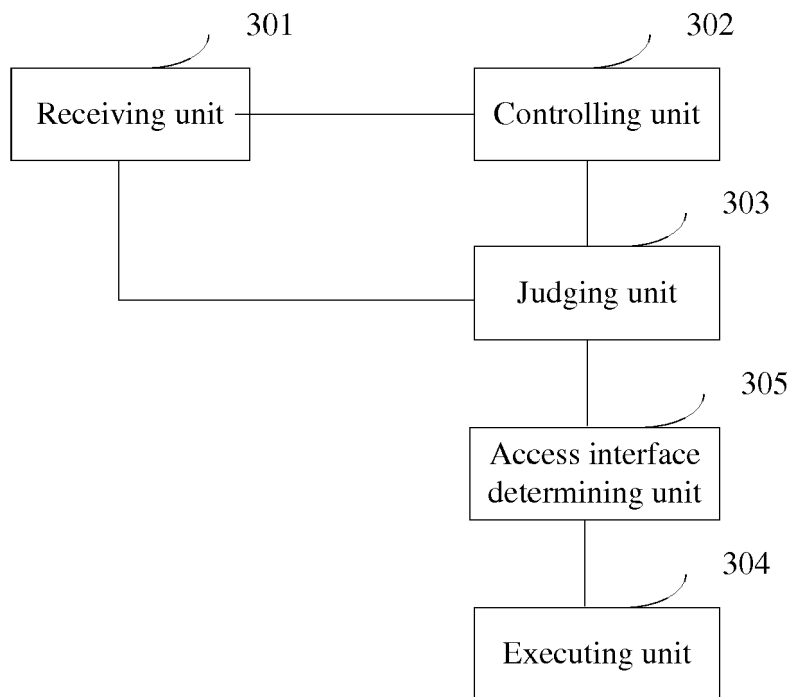 301
302
Receiving unit
Controlling unit
303
Judging unit
305
Access interface
determining unit
304
Executing unit